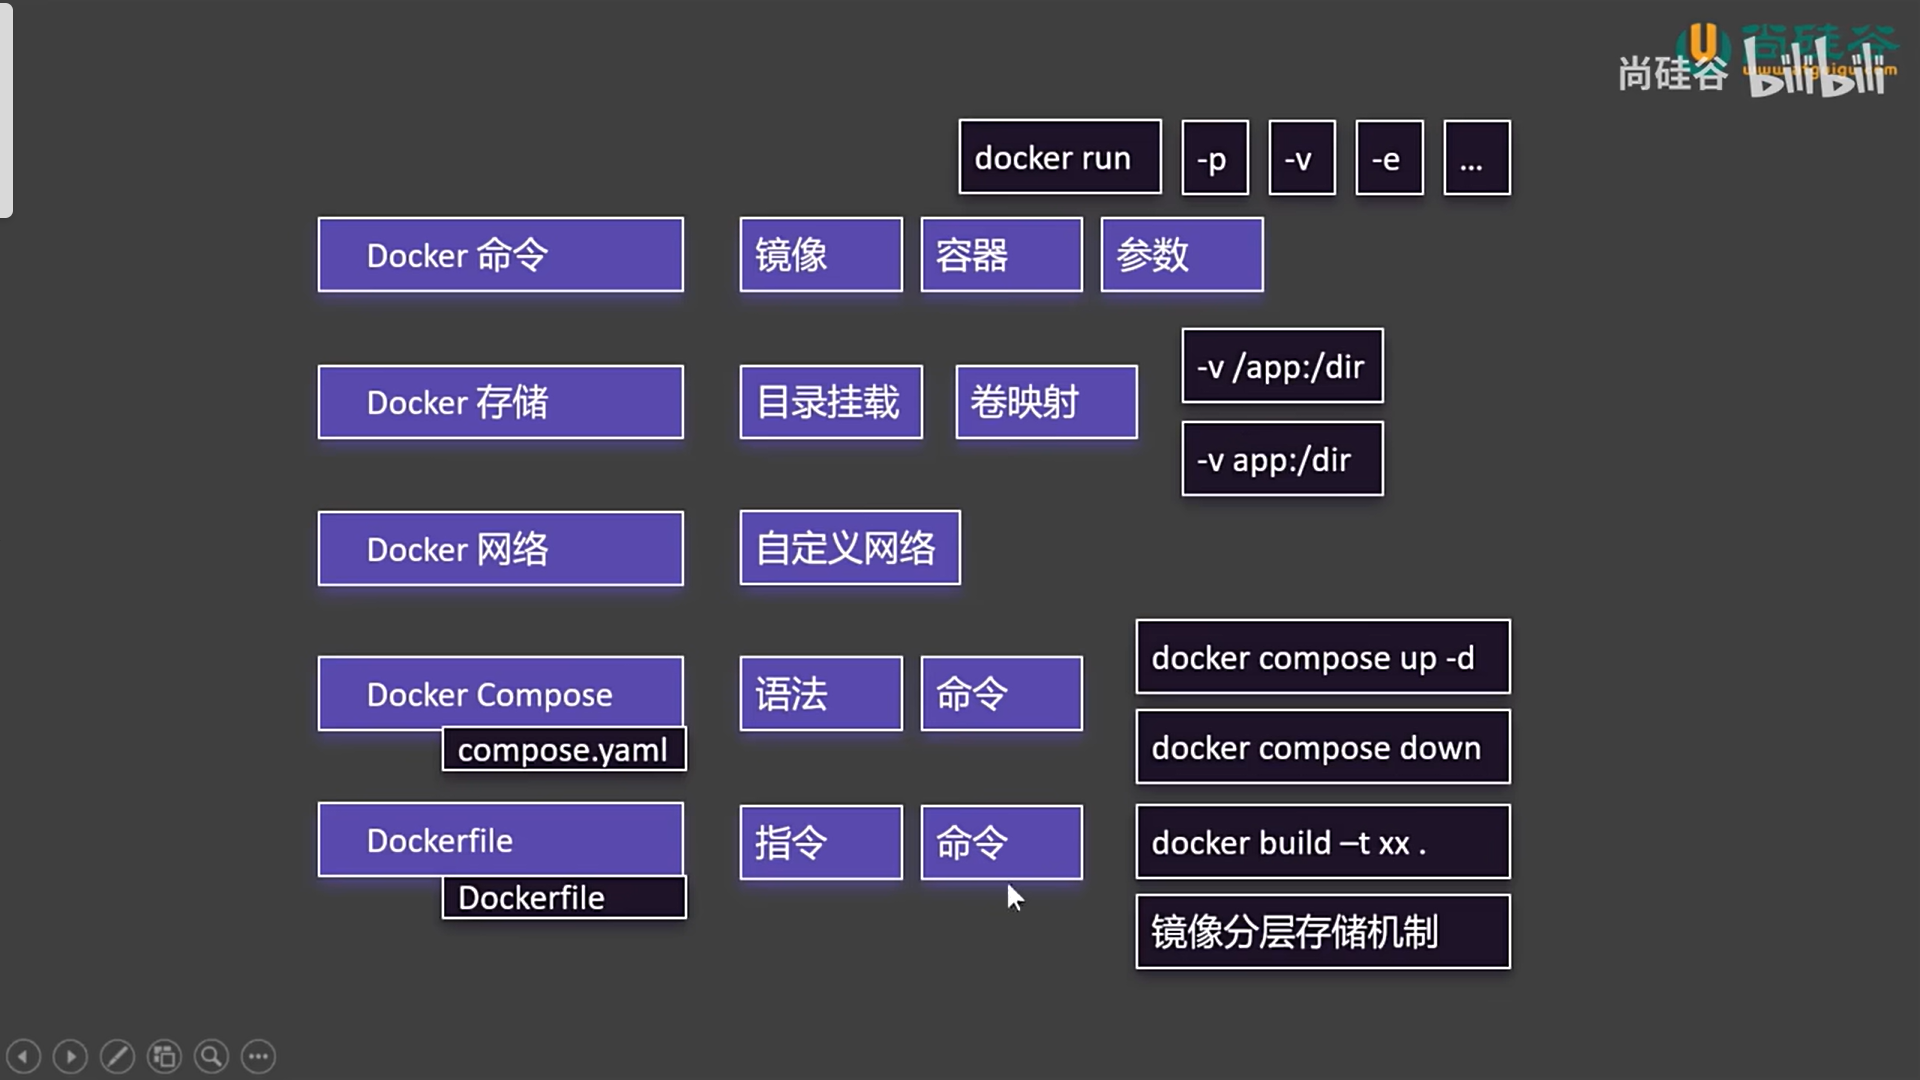 尚硅谷
尚硅谷 bilibili
docker run -p -v -e ...
Docker 命令 镜像 容器 参数
-v /app:/dir
Docker 存储 目录挂载 卷映射
-v app:/dir
Docker 网络 自定义网络
docker compose up -d
Docker Compose 语法 命令
compose.yaml
docker compose down
Dockerfile 指令 命令
docker build –t xx .
Dockerfile
镜像分层存储机制